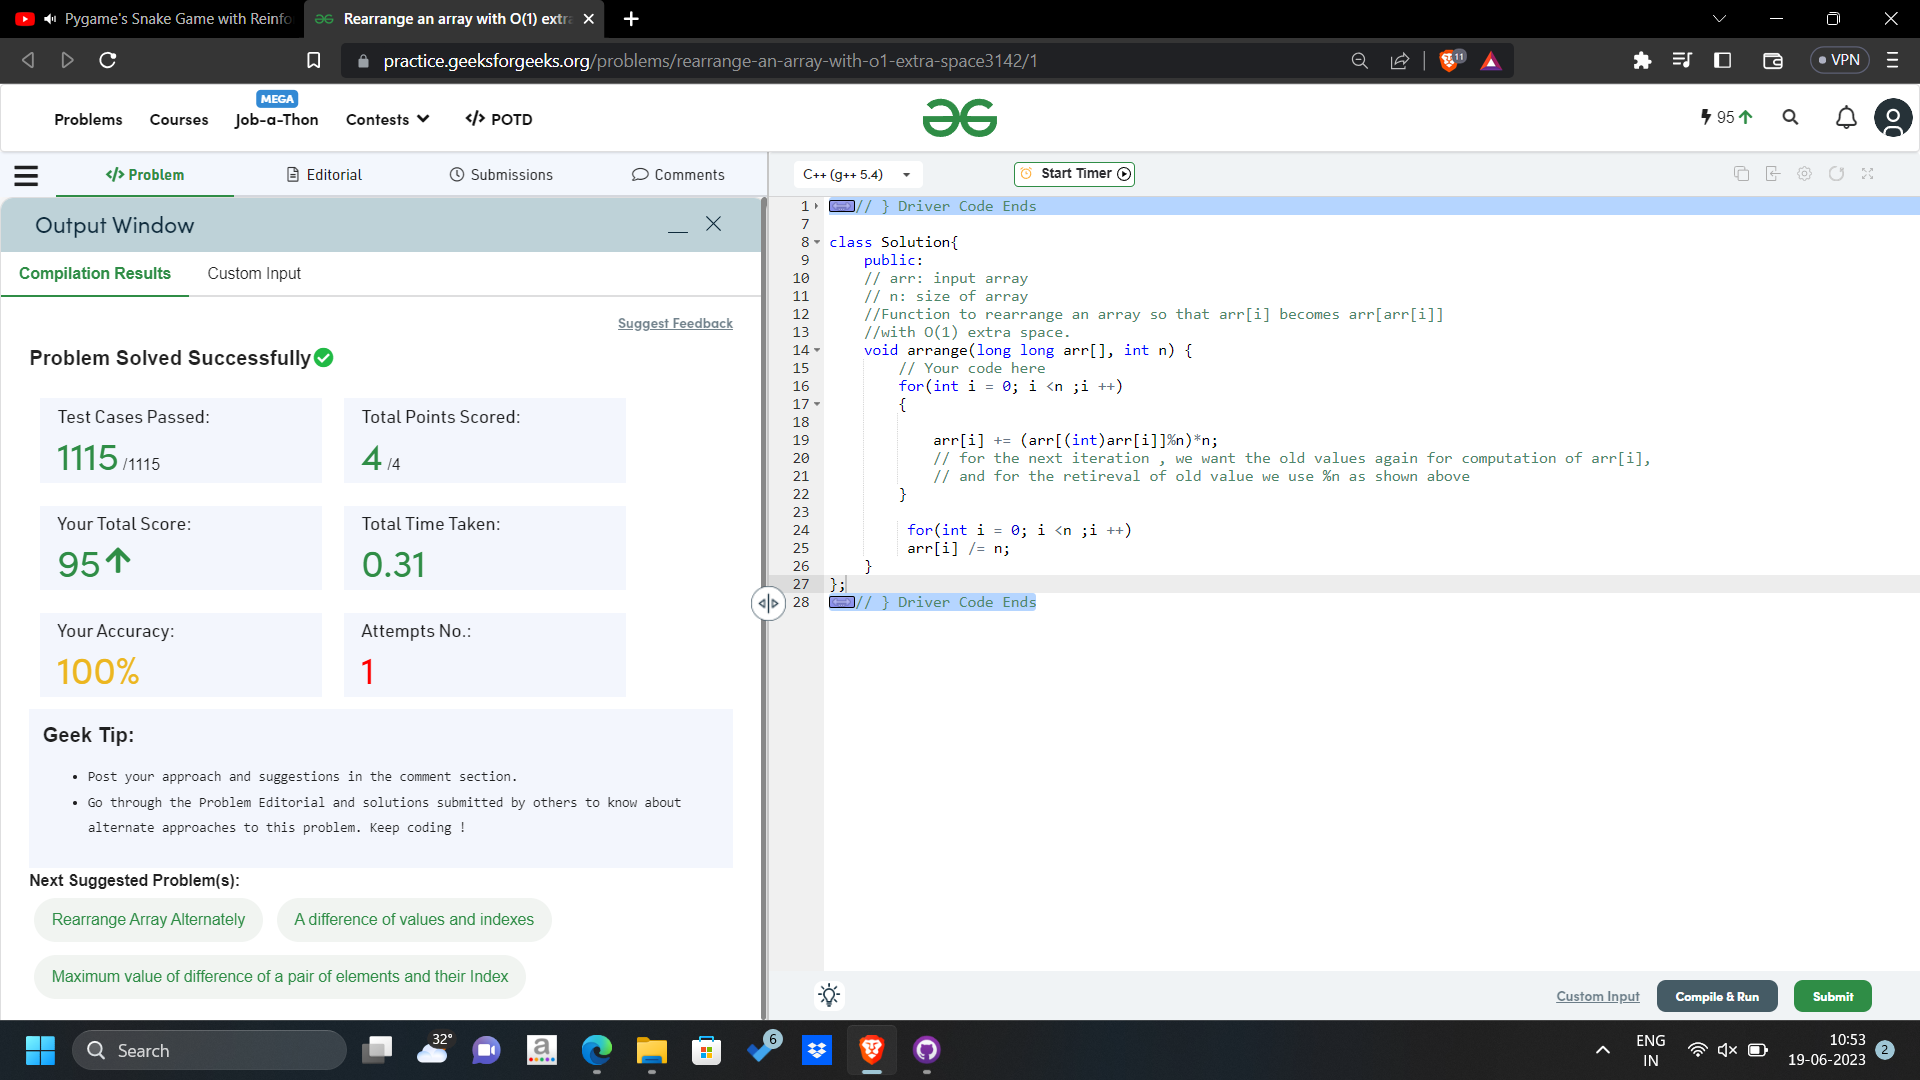 Pygame's Snake Game with Reinfo
Rearrange an array with O(1) extra
practice.geeksforgeeks.org/problems/rearrange-an-array-with-o1-extra-space3142/1
11
VPN
Problems
Courses
MEGA
Job-a-Thon
Contests
</> POTD
95
</> Problem
Editorial
Submissions
Comments
C++ (g++ 5.4)
Start Timer
Output Window
Compilation Results
Custom Input
Suggest Feedback
Problem Solved Successfully
Test Cases Passed:
1115 /1115
Total Points Scored:
4 /4
Your Total Score:
95
Total Time Taken:
0.31
Your Accuracy:
100%
Attempts No.:
1
Geek Tip:
• Post your approach and suggestions in the comment section.
• Go through the Problem Editorial and solutions submitted by others to know about
alternate approaches to this problem. Keep coding !
Next Suggested Problem(s):
Rearrange Array Alternately
A difference of values and indexes
Maximum value of difference of a pair of elements and their Index
1 // } Driver Code Ends
7
8 class Solution{
9 public:
10 // arr: input array
11 // n: size of array
12 //Function to rearrange an array so that arr[i] becomes arr[arr[i]]
13 //with O(1) extra space.
14 void arrange(long long arr[], int n) {
15 // Your code here
16 for(int i = 0; i <n ;i ++)
17 {
18
19 arr[i] += (arr[(int)arr[i]]%n)*n;
20 // for the next iteration , we want the old values again for computation of arr[i],
21 // and for the retireval of old value we use %n as shown above
22 }
23
24 for(int i = 0; i <n ;i ++)
25 arr[i] /= n;
26 }
27 };
28 // } Driver Code Ends
Custom Input
Compile & Run
Submit
Search
32°
a
6
ENG
IN
10:53
19-06-2023
2